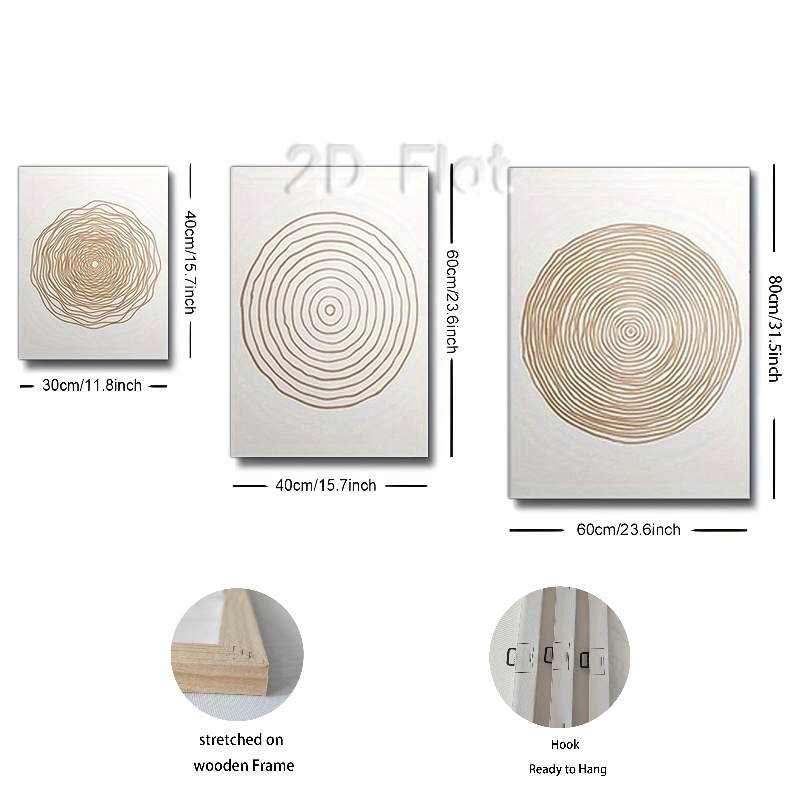 2D Flat
40cm/15.7inch
30cm/11.8inch
60cm/23.6inch
40cm/15.7inch
80cm/31.5inch
60cm/23.6inch
stretched on
wooden Frame
Hook
Ready to Hang